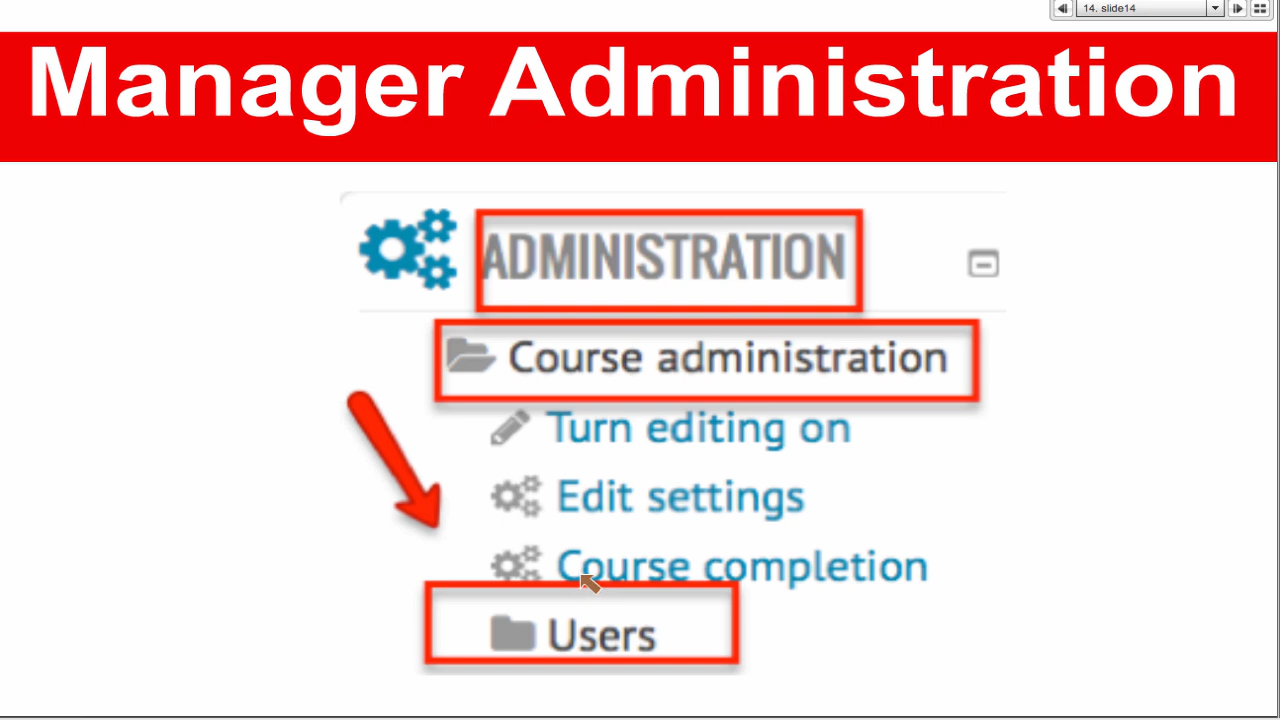 14. slide14
Manager Administration
ADMINISTRATION
Course administration
Turn editing on
Edit settings
Course completion
Users